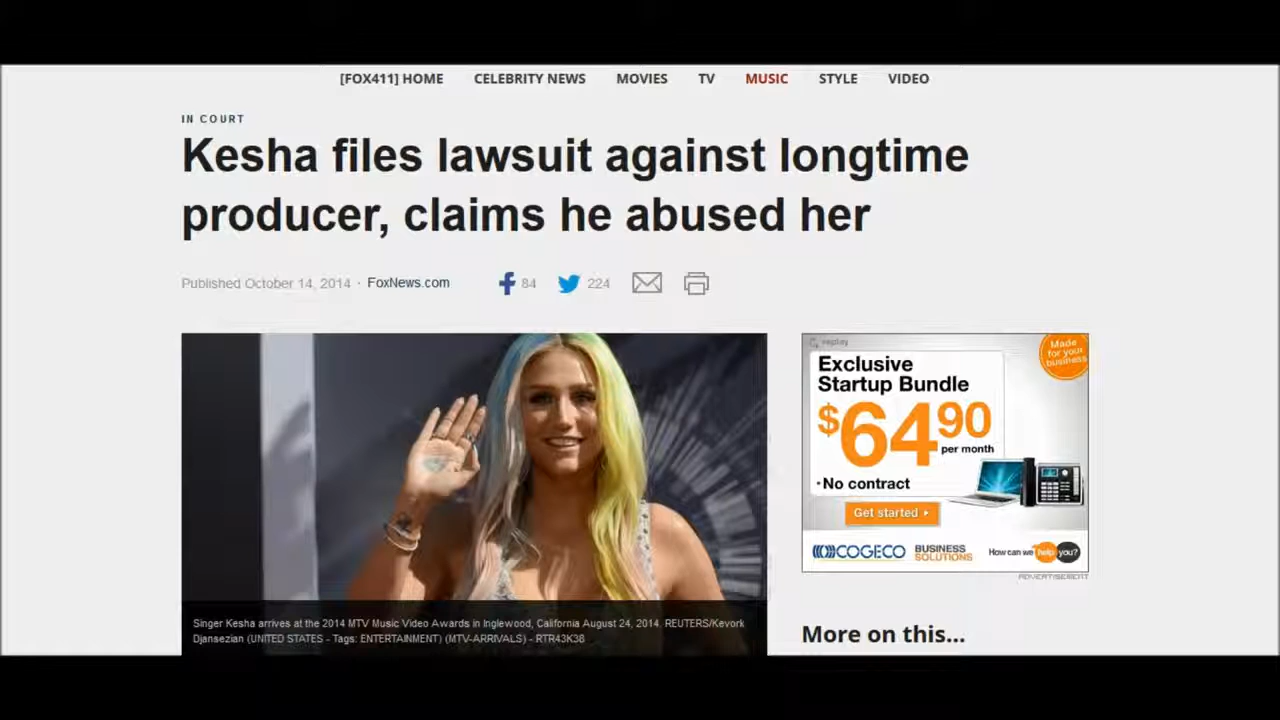 [FOX411] HOME CELEBRITY NEWS MOVIES TV MUSIC STYLE VIDEO
IN COURT
Kesha files lawsuit against longtime
producer, claims he abused her
Published October 14, 2014 · FoxNews.com 84 224
replay
Made
for your
business
Exclusive
Startup Bundle
$64.90
per month
·No contract
Get started
COGECO BUSINESS SOLUTIONS How can we help you?
ADVERTISEMENT
Singer Kesha arrives at the 2014 MTV Music Video Awards in Inglewood, California August 24, 2014. REUTERS/Kevork
Djansezian (UNITED STATES - Tags: ENTERTAINMENT) (MTV-ARRIVALS) - RTR43K38
More on this...